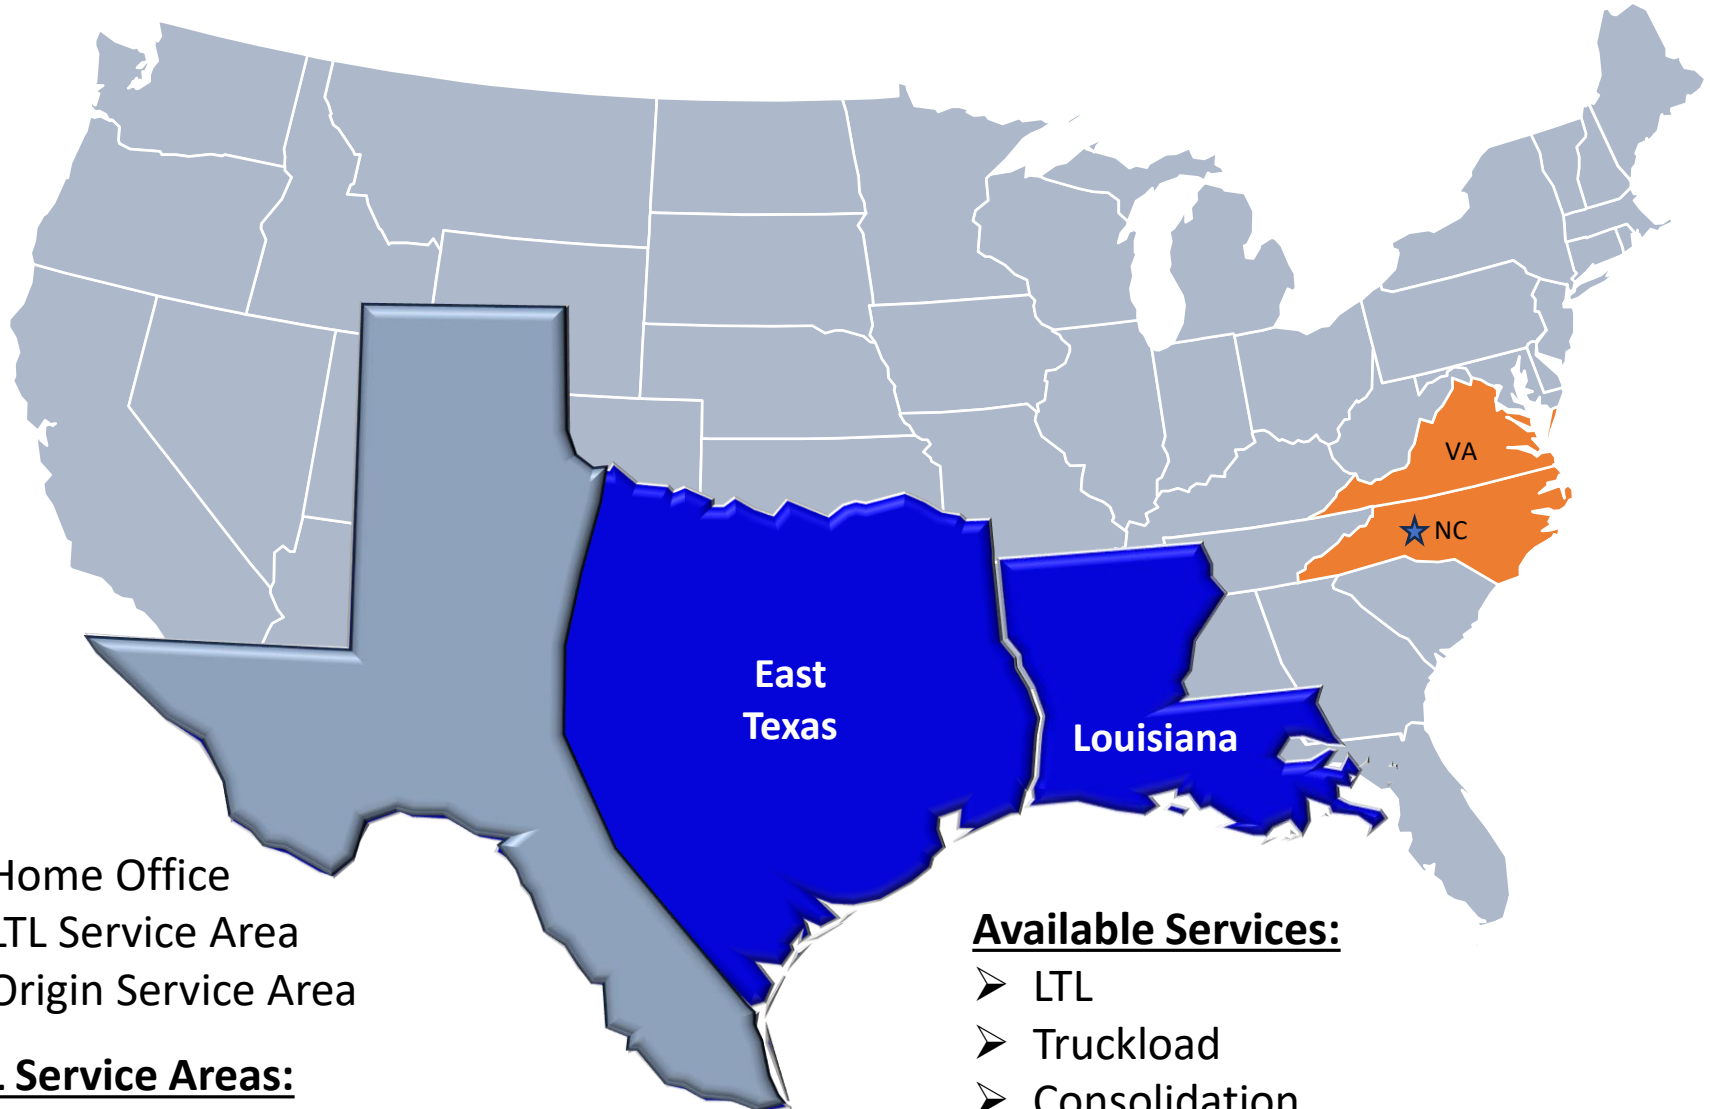 VA
NC
East
Texas
Louisiana
Home Office
LTL Service Area
Origin Service Area
Service Areas:
Available Services:
➢ LTL
➢ Truckload
➢ Consolidation